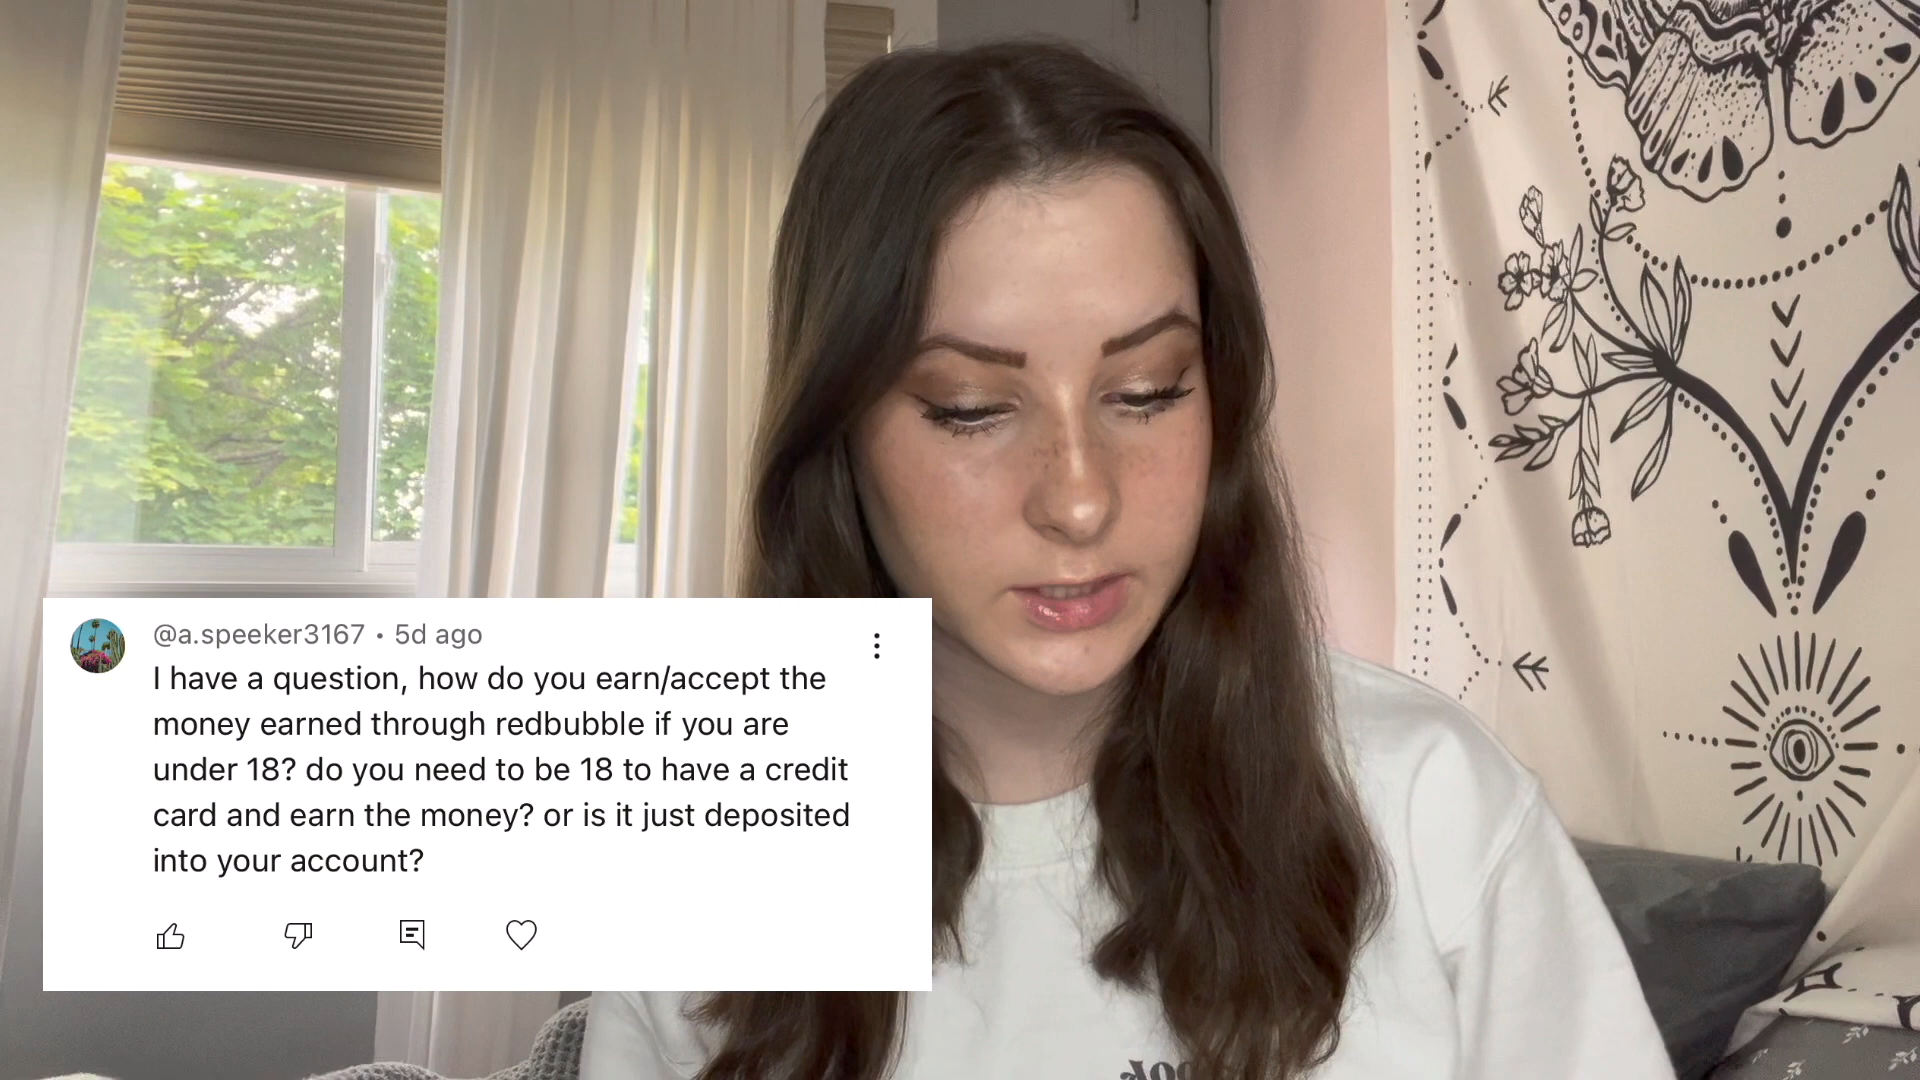 @a.speeker3167 • 5d ago
I have a question, how do you earn/accept the
money earned through redbubble if you are
under 18? do you need to be 18 to have a credit
card and earn the money? or is it just deposited
into your account?